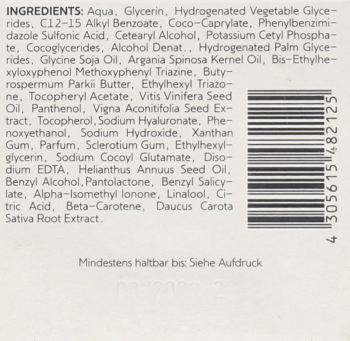 INGREDIENTS: Aqua, Glycerin, Hydrogenated Vegetable Glyce-
rides, C12-15 Alkyl Benzoate, Coco-Caprylate, Phenylbenzimi-
dazole Sulfonic Acid, Cetearyl Alcohol, Potassium Cetyl Phospha-
te, Cocoglycerides, Alcohol Denat., Hydrogenated Palm Glyce-
rides, Glycine Soja Oil, Argania Spinosa Kernel Oil, Bis-Ethylhe-
xyloxyphenol Methoxyphenyl Triazine, Buty-
rospermum Parkii Butter, Ethylhexyl Triazo-
ne, Tocopheryl Acetate, Vitis Vinifera Seed
Oil, Panthenol, Vigna Aconitifolia Seed Ex-
tract, Tocopherol, Sodium Hyaluronate, Phe-
noxyethanol, Sodium Hydroxide, Xanthan
Gum, Parfum, Sclerotium Gum, Ethylhexyl-
glycerin, Sodium Cocoyl Glutamate, Diso-
dium EDTA, Helianthus Annuus Seed Oil,
Benzyl Alcohol, Pantolactone, Benzyl Salicy-
late, Alpha-Isomethyl Ionone, Linalool, Ci-
tric Acid, Beta-Carotene, Daucus Carota
Sativa Root Extract.
4 305615 482125
Mindestens haltbar bis: Siehe Aufdruck